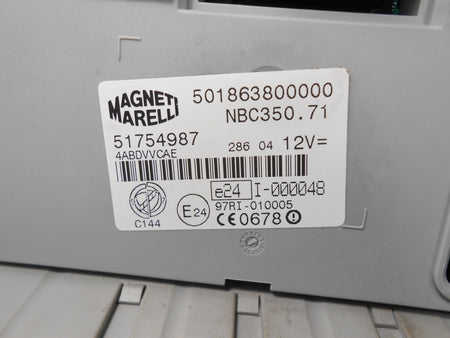 MAGNETI MARELLI
501863800000
NBC350.71
51754987
4ABDVVCAE
286 04 12V=
e24 I-000048
E24
97RI-010005
CE0678
C144